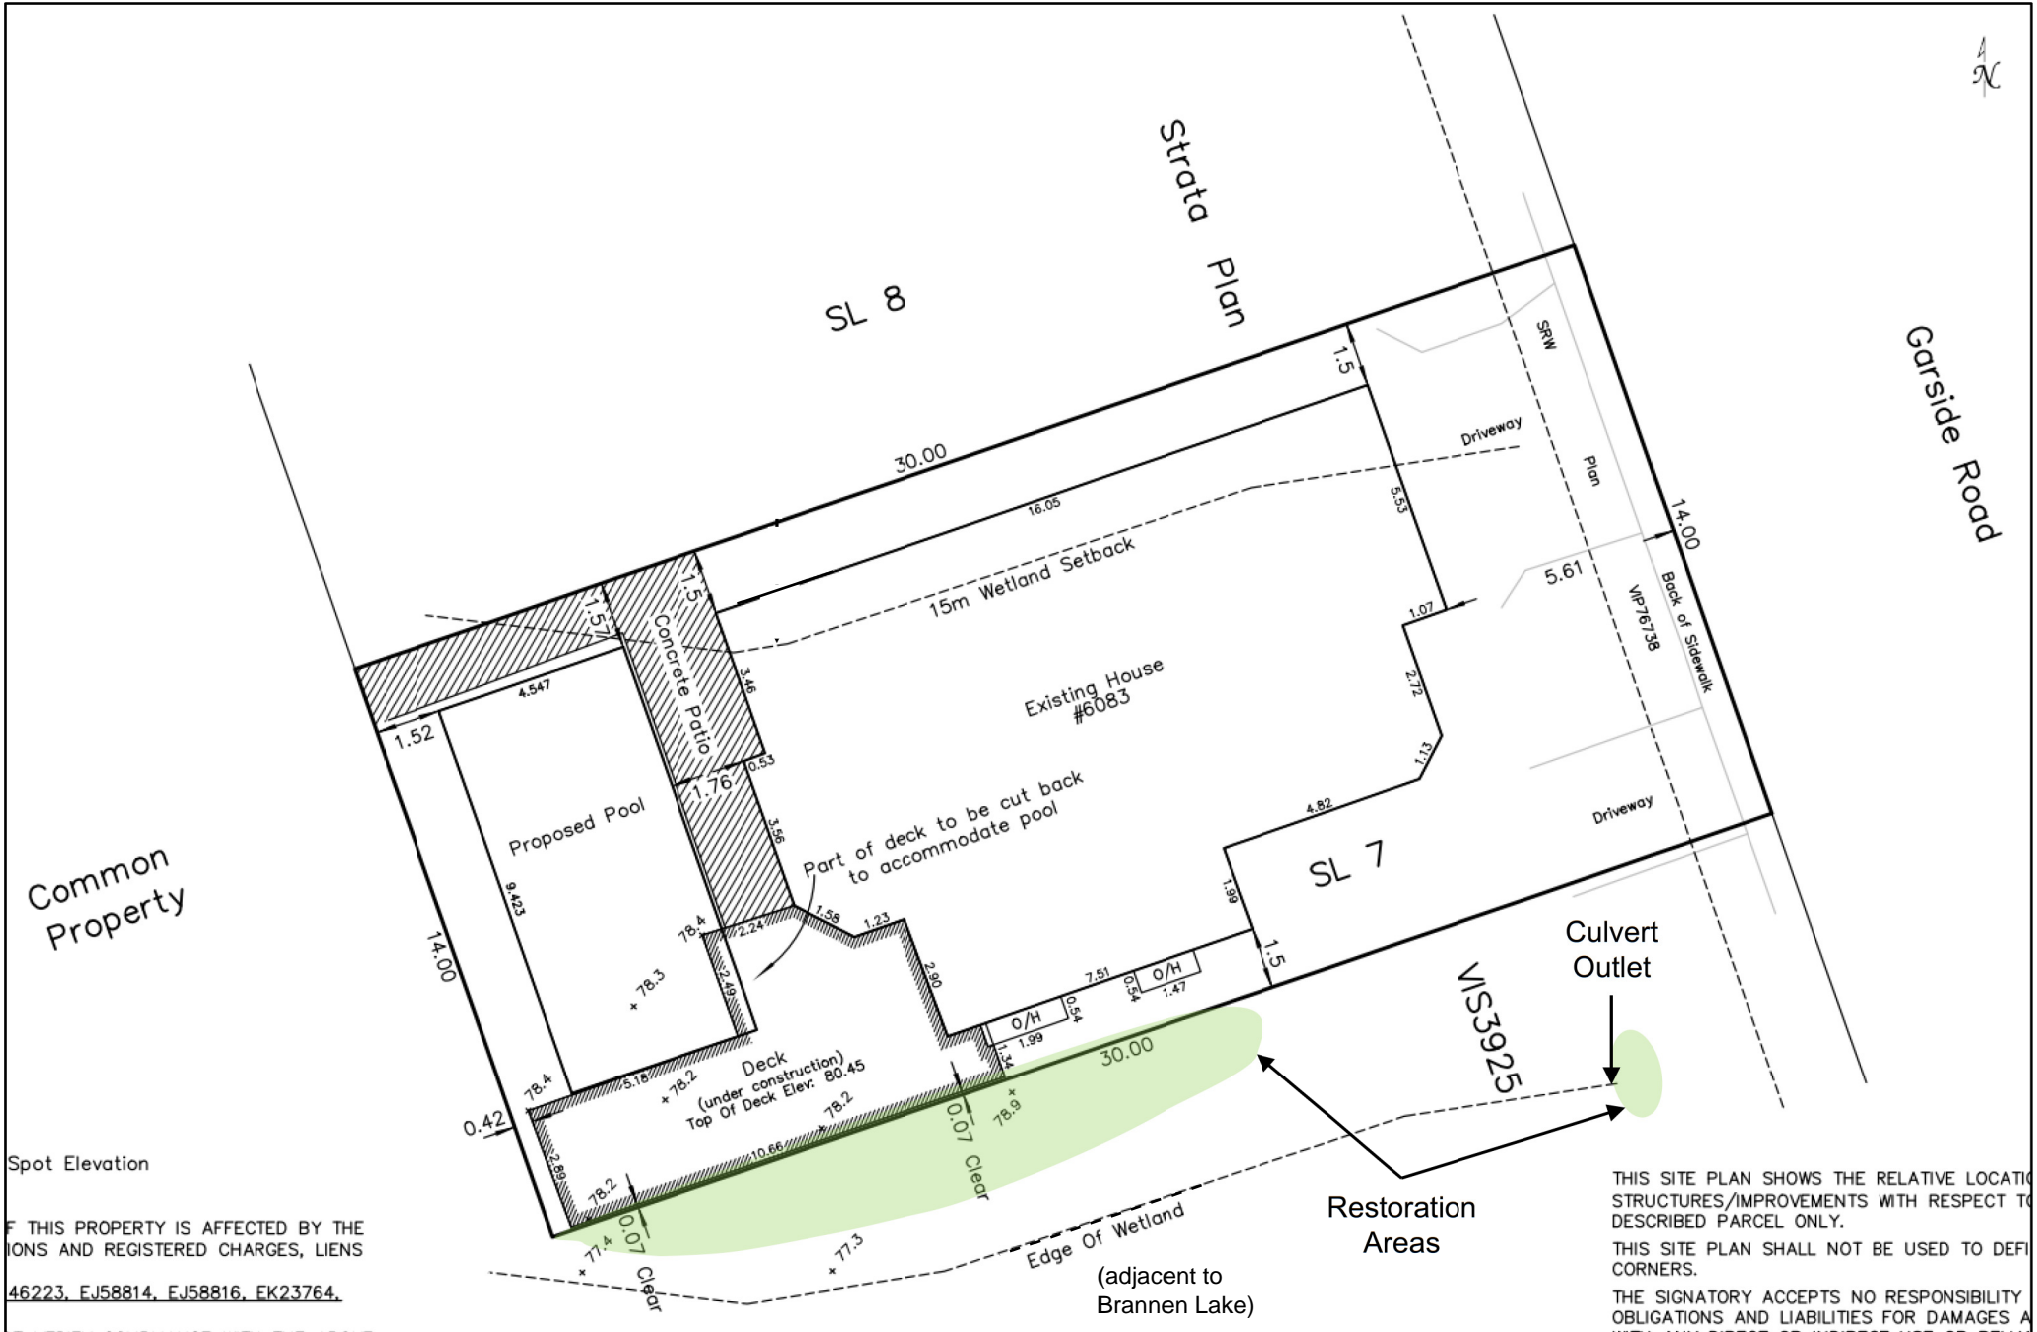 N
Strata Plan
SL 8
Garside Road
SRW
Plan
VIP76738
Back of Sidewalk
14.00
Driveway
5.61
1.5
30.00
16.05
5.53
15m Wetland Setback
1.07
2.72
1.13
Existing House
#6083
1.5
1.57
Concrete Patio
3.46
4.547
1.52
0.53
1.76
3.56
Proposed Pool
9.423
Part of deck to be cut back
to accommodate pool
4.82
SL 7
Driveway
1.99
Common
Property
14.00
78.4
2.24
1.58
1.23
2.49
2.90
78.3
7.51
O/H
0.54
1.47
1.5
O/H
0.54
1.99
1.34
30.00
VIS3925
Culvert
Outlet
Deck
(under construction)
Top Of Deck Elev: 80.45
5.18
78.4
78.2
78.2
78.9
0.42
2.89
10.66
0.07 Clear
78.2
0.07 Clear
77.4
77.3
Edge Of Wetland
(adjacent to
Brannen Lake)
Restoration
Areas
Spot Elevation
F THIS PROPERTY IS AFFECTED BY THE
IONS AND REGISTERED CHARGES, LIENS
46223, EJ58814, EJ58816, EK23764,
THIS SITE PLAN SHOWS THE RELATIVE LOCATIO
STRUCTURES/IMPROVEMENTS WITH RESPECT TO
DESCRIBED PARCEL ONLY.
THIS SITE PLAN SHALL NOT BE USED TO DEFI
CORNERS.
THE SIGNATORY ACCEPTS NO RESPONSIBILITY
OBLIGATIONS AND LIABILITIES FOR DAMAGES A